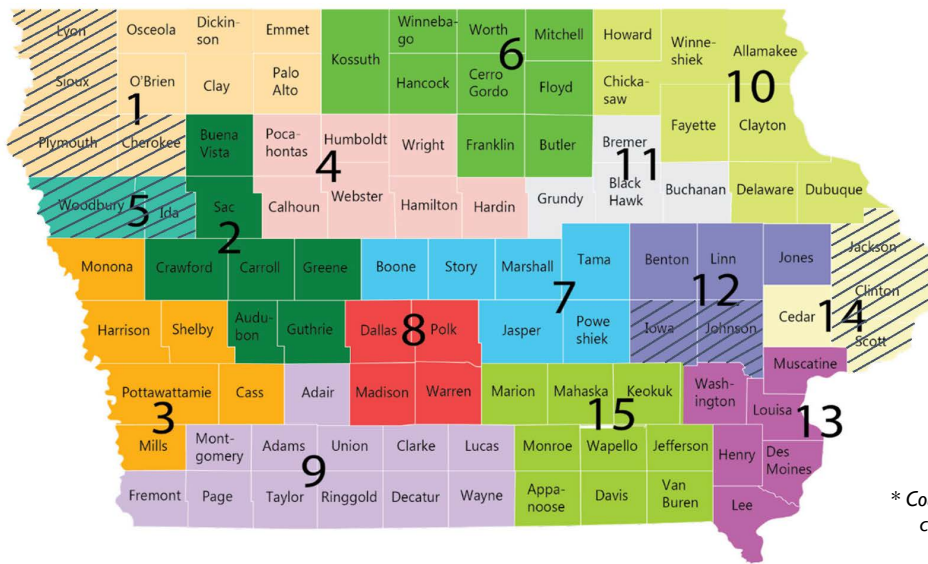 Lyon
Osceola
Dickin-
son
Emmet
Kossuth
Winneba-
go
Worth
Mitchell
Howard
Winne-
shiek
Allamakee
6
10
Sioux
O'Brien
Clay
Palo
Alto
Hancock
Cerro
Gordo
Floyd
Chicka-
saw
1
Plymouth
Cherokee
Buena
Vista
Poca-
hontas
Humboldt
Wright
Franklin
Butler
Bremer
Fayette
Clayton
4
11
Woodbury
Ida
5
Sac
Calhoun
Webster
Hamilton
Hardin
Grundy
Black
Hawk
Buchanan
Delaware
Dubuque
2
Monona
Crawford
Carroll
Greene
Boone
Story
Marshall
Tama
Benton
Linn
Jones
Jackson
7
12
Clinton
Harrison
Shelby
Audu-
bon
Guthrie
Dallas
8
Polk
Jasper
Powe
shiek
Iowa
Johnson
Cedar
14
Scott
Pottawattamie
Cass
Adair
Madison
Warren
Marion
Mahaska
Keokuk
Wash-
ington
Muscatine
Louisa
3
15
13
Mills
Mont-
gomery
Adams
Union
Clarke
Lucas
Monroe
Wapello
Jefferson
Henry
Des
Moines
9
Fremont
Page
Taylor
Ringgold
Decatur
Wayne
Appa-
noose
Davis
Van
Buren
Lee
* Co
c